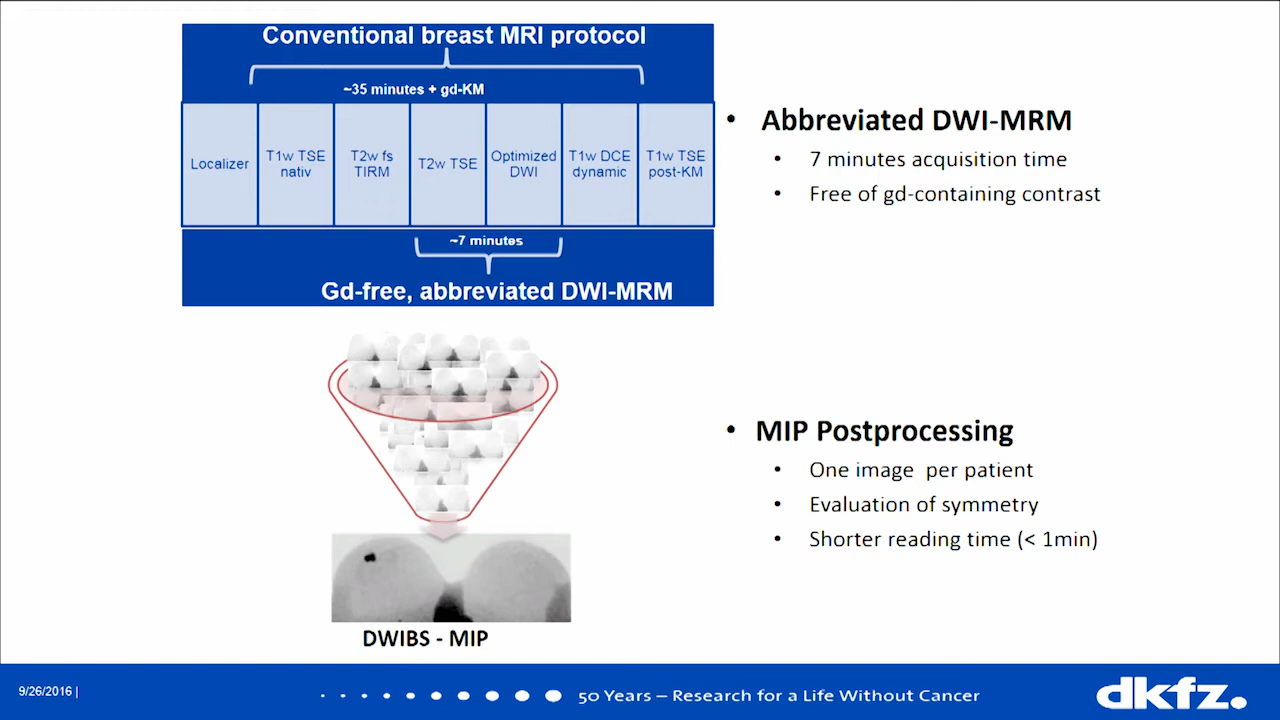 Conventional breast MRI protocol
~35 minutes + gd-KM
Localizer
T1w TSE
nativ
T2w fs
TIRM
T2w TSE
Optimized
DWI
T1w DCE
dynamic
T1w TSE
post-KM
~7 minutes
Gd-free, abbreviated DWI-MRM
• Abbreviated DWI-MRM
• 7 minutes acquisition time
• Free of gd-containing contrast
DWIBS - MIP
• MIP Postprocessing
• One image per patient
• Evaluation of symmetry
• Shorter reading time (< 1min)
9/26/2016 |
50 Years – Research for a Life Without Cancer
dkfz.